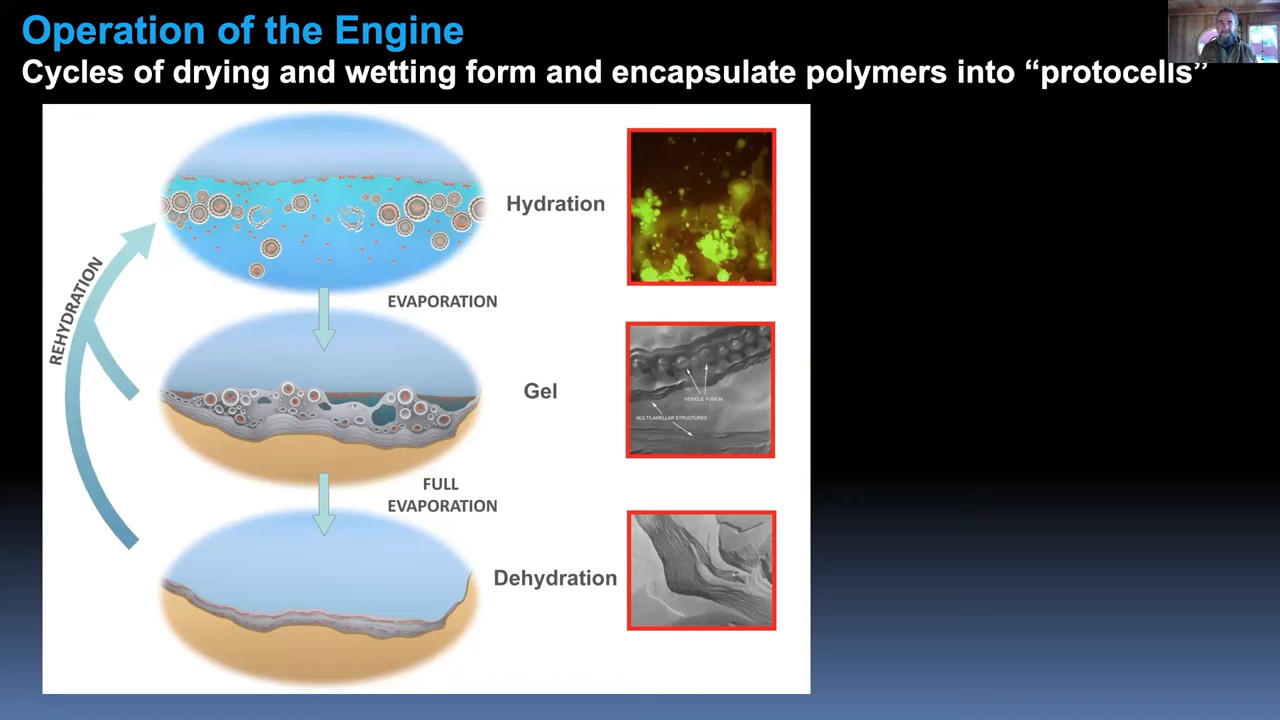 Operation of the Engine
Cycles of drying and wetting form and encapsulate polymers into “protocells”
Hydration
EVAPORATION
REHYDRATION
VESICLE FUSION
Gel
MULTILAMELLAR STRUCTURES
FULL
EVAPORATION
Dehydration